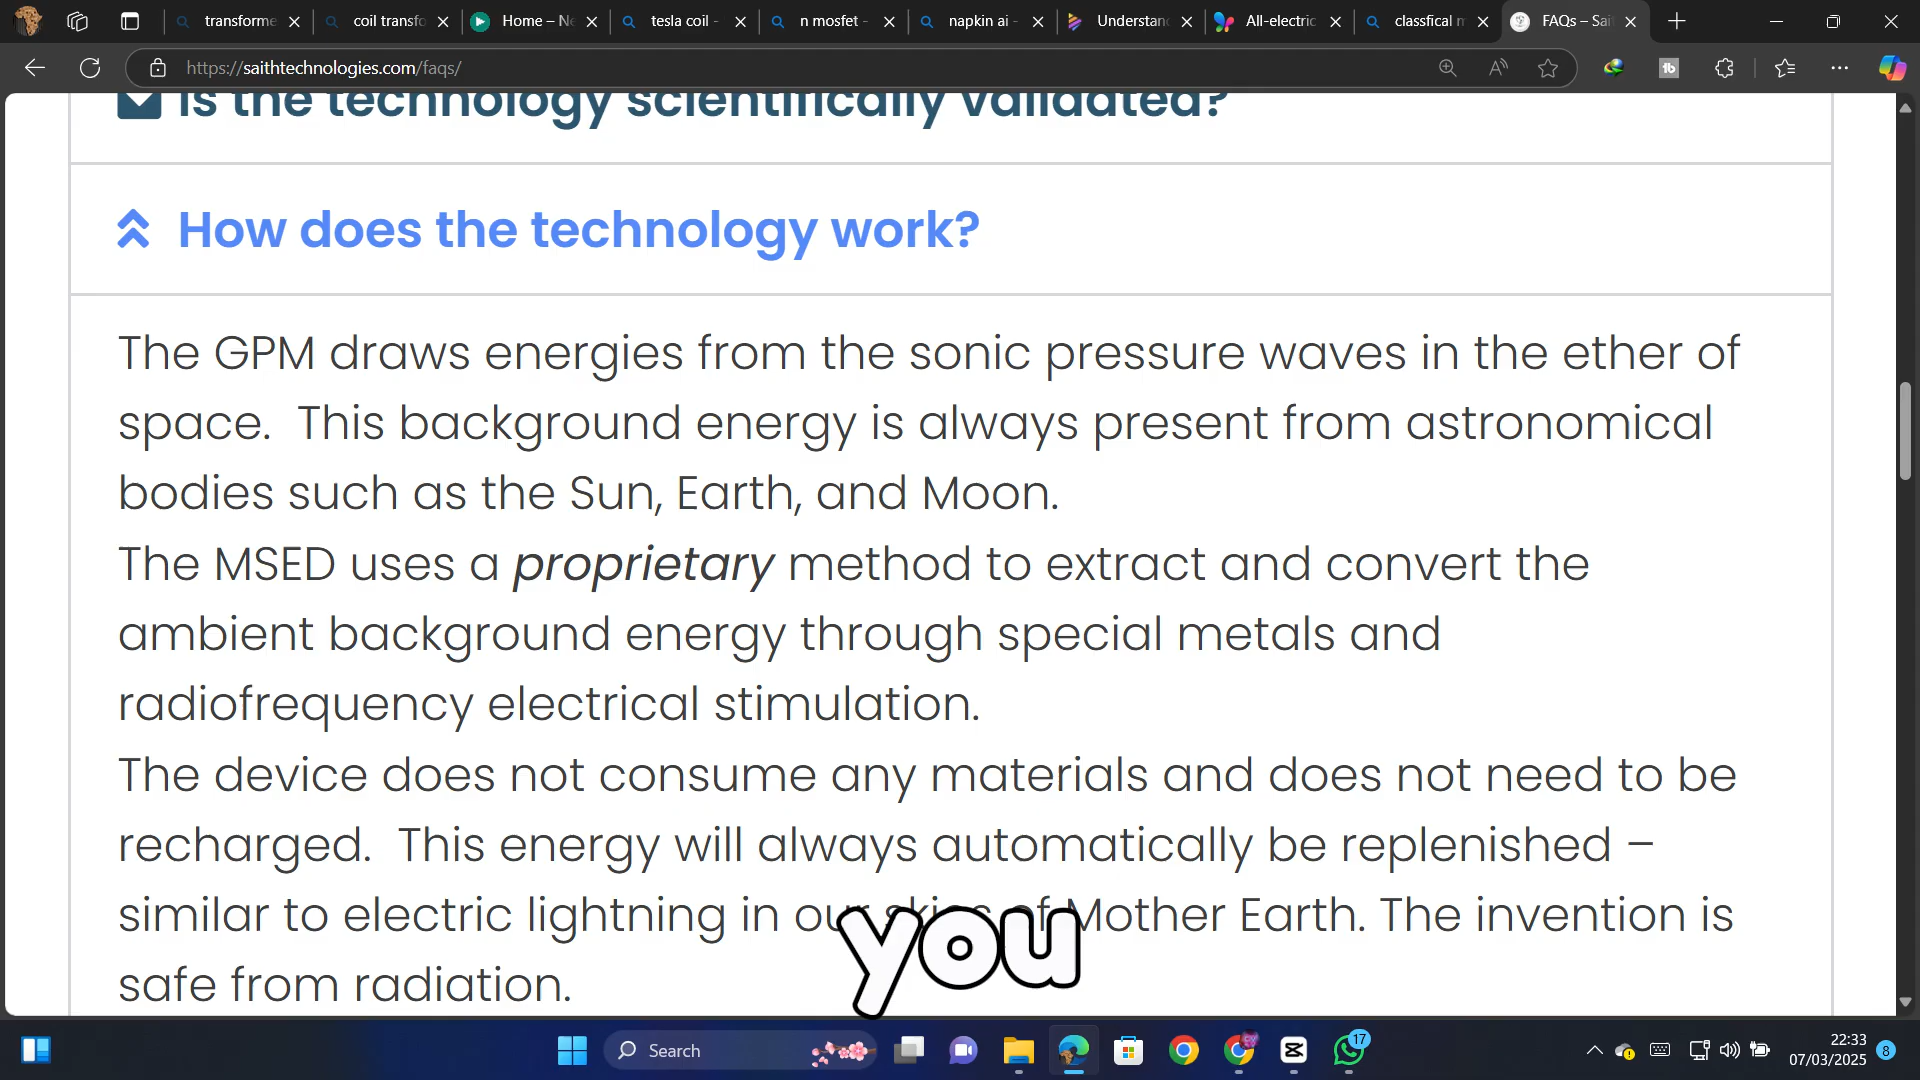 transforme
coil transfo
Home – Ne
tesla coil -
n mosfet -
napkin ai -
Understan
All-electric
classfical m
FAQs – Sai
https://saithtechnologies.com/faqs/
Is the technology scientifically validated?
How does the technology work?
The GPM draws energies from the sonic pressure waves in the ether of
space. This background energy is always present from astronomical
bodies such as the Sun, Earth, and Moon.
The MSED uses a proprietary method to extract and convert the
ambient background energy through special metals and
radiofrequency electrical stimulation.
The device does not consume any materials and does not need to be
recharged. This energy will always automatically be replenished –
similar to electric lightning in our skies of Mother Earth. The invention is
safe from radiation.
you
Search
17
22:33
07/03/2025
8